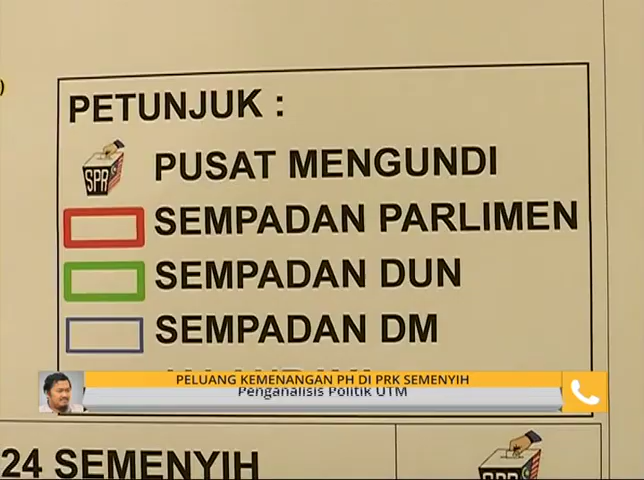 PETUNJUK :
SPR
PUSAT MENGUNDI
SEMPADAN PARLIMEN
SEMPADAN DUN
SEMPADAN DM
PELUANG KEMENANGAN PH DI PRK SEMENYIH
Penganalisis Politik UTM
24 SEMENYIH
SPR